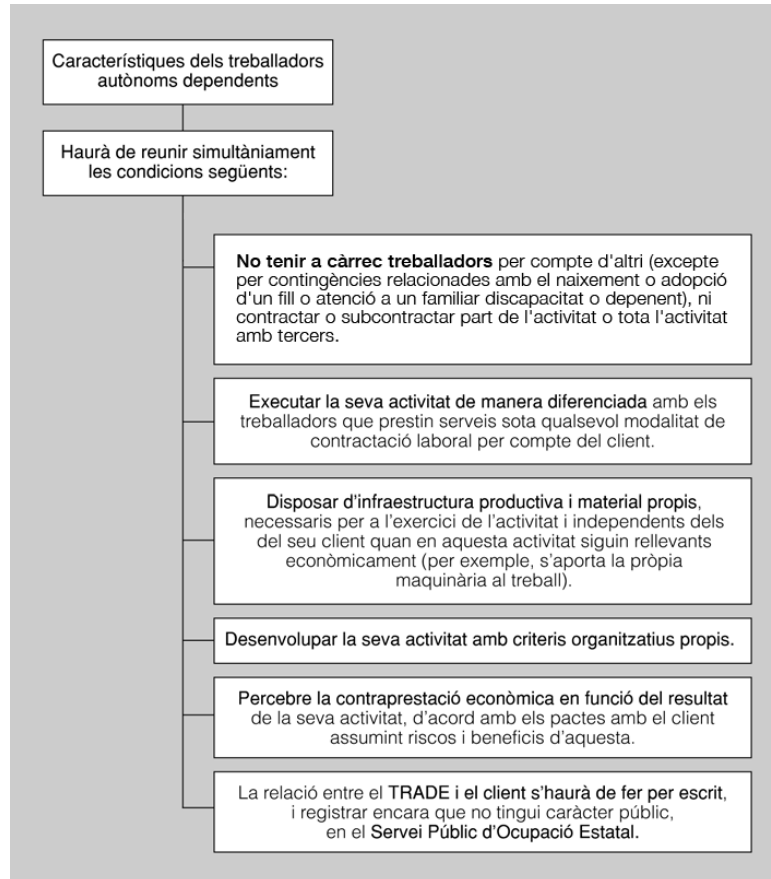 Característiques dels treballadors
autònoms dependents
Haurà de reunir simultàniament
les condicions següents:
No tenir a càrrec treballadors per compte d'altri (excepte
per contingències relacionades amb el naixement o adopció
d'un fill o atenció a un familiar discapacitat o depenent), ni
contractar o subcontractar part de l'activitat o tota l'activitat
amb tercers.
Executar la seva activitat de manera diferenciada amb els
treballadors que prestin serveis sota qualsevol modalitat de
contractació laboral per compte del client.
Disposar d’infraestructura productiva i material propis,
necessaris per a l’exercici de l’activitat i independents dels
del seu client quan en aquesta activitat siguin rellevants
econòmicament (per exemple, s’aporta la pròpia
maquinària al treball).
Desenvolupar la seva activitat amb criteris organitzatius propis.
Percebre la contraprestació econòmica en funció del resultat
de la seva activitat, d’acord amb els pactes amb el client
assumint riscos i beneficis d’aquesta.
La relació entre el TRADE i el client s’haurà de fer per escrit,
i registrar encara que no tingui caràcter públic,
en el Servei Públic d’Ocupació Estatal.